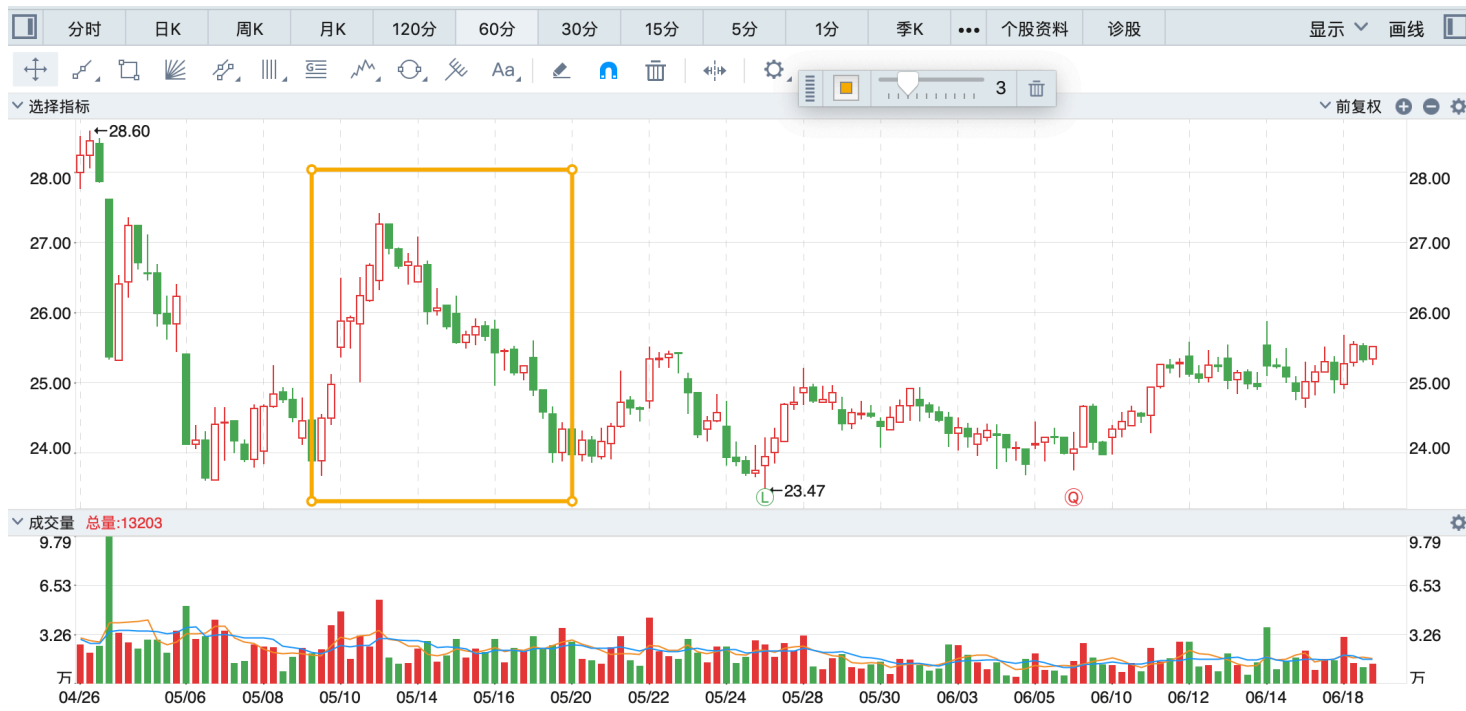 分时 日K 周K 月K 120分 60分 30分 15分 5分 1分 季K ••• 个股资料 诊股 显示 画线
G Aa 3
选择指标 前复权
28.60
28.00 28.00
27.00 27.00
26.00 26.00
25.00 25.00
24.00 24.00
L 23.47 Q
成交量 总量:13203
9.79 9.79
6.53 6.53
3.26 3.26
万 万
04/26 05/06 05/08 05/10 05/14 05/16 05/20 05/22 05/24 05/28 05/30 06/03 06/05 06/10 06/12 06/14 06/18